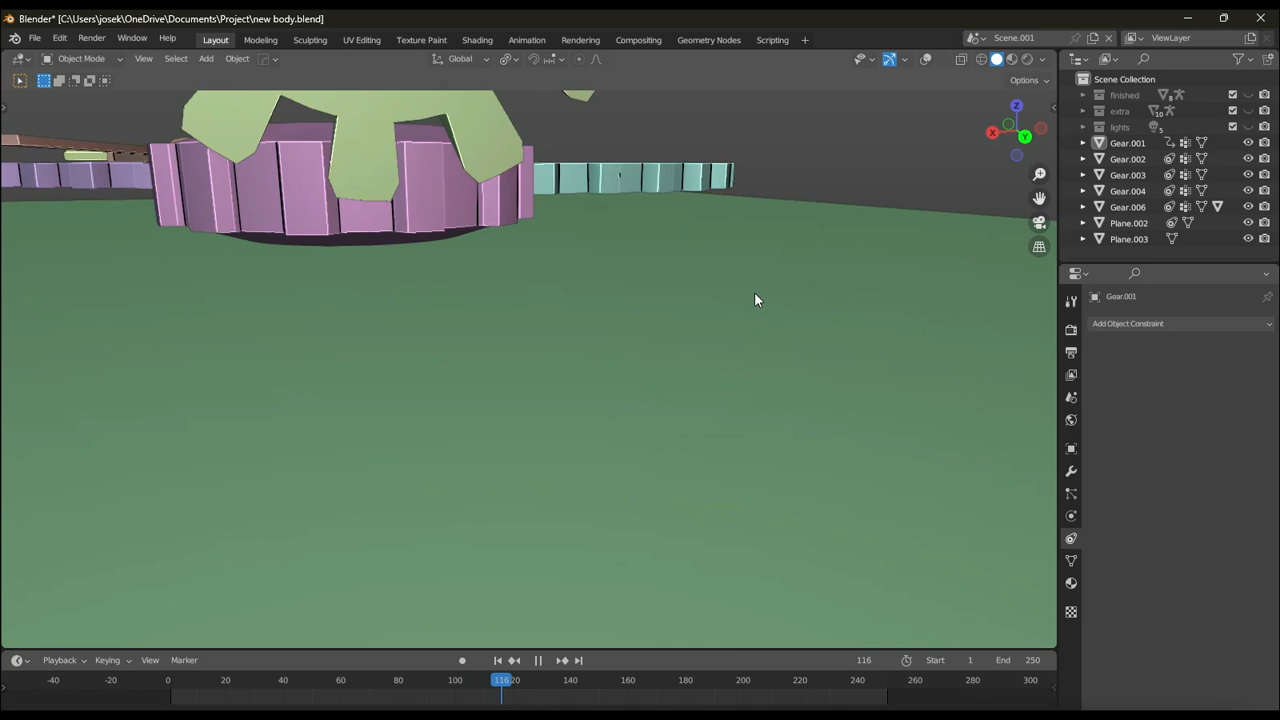 Blender* [C:\Users\josek\OneDrive\Documents\Project\new body.blend]
File Edit Render Window Help Layout Modeling Sculpting UV Editing Texture Paint Shading Animation Rendering Compositing Geometry Nodes Scripting + Scene.001 ViewLayer
Object Mode View Select Add Object Global
Options
X Y Z
Scene Collection
finished 8
extra 10
lights 5
Gear.001
Gear.002
Gear.003
Gear.004
Gear.006
Plane.002
Plane.003
Gear.001
Add Object Constraint
Playback Keying View Marker 116 Start 1 End 250
-40 -20 0 20 40 60 80 100 116 120 140 160 180 200 220 240 260 280 300